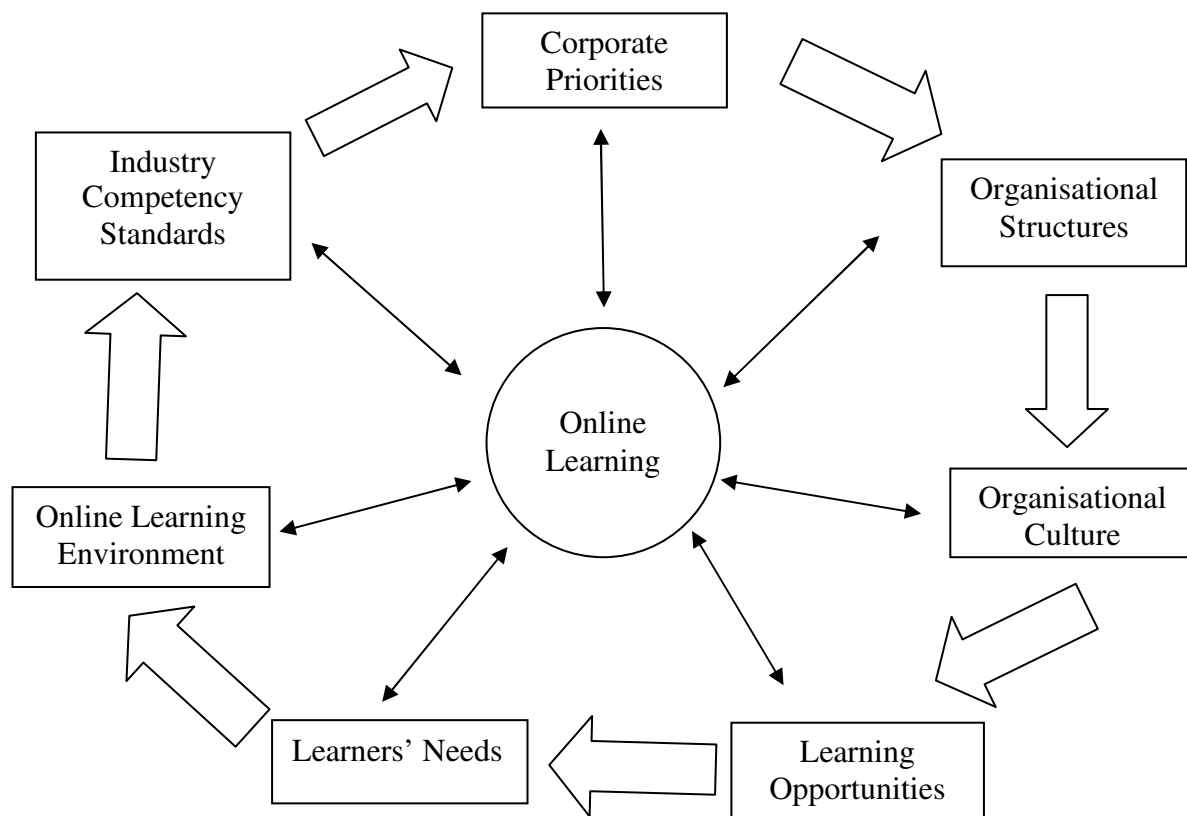 Corporate
Priorities
Industry
Competency
Standards
Organisational
Structures
Online
Learning
Online Learning
Environment
Organisational
Culture
Learners’ Needs
Learning
Opportunities